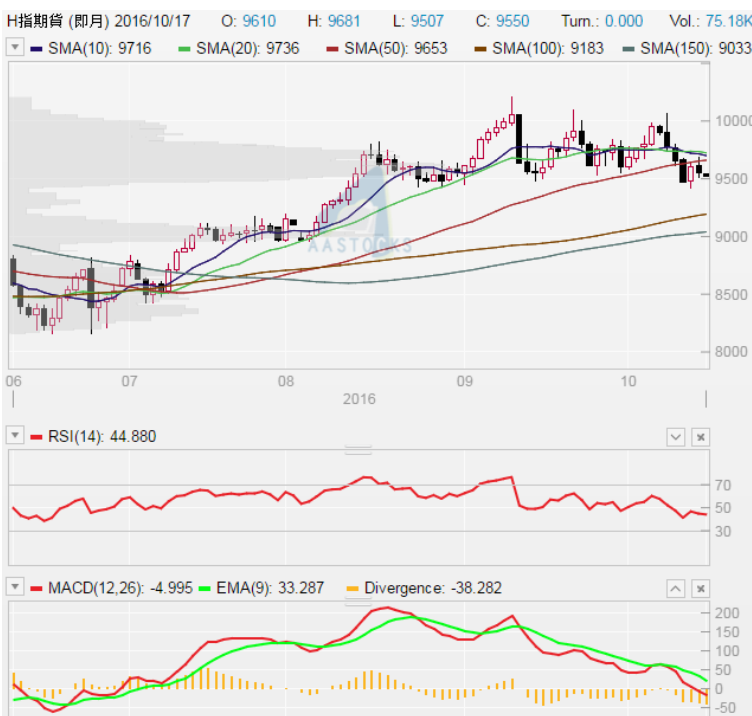 H指期貨 (即月) 2016/10/17 O: 9610 H: 9681 L: 9507 C: 9550 Turn.: 0.000 Vol.: 75.18K
SMA(10): 9716 SMA(20): 9736 SMA(50): 9653 SMA(100): 9183 SMA(150): 9033
10000
9500
9000
AASTOCKS
8500
8000
06 07 08 09 10
2016
RSI(14): 44.880
70
50
30
MACD(12,26): -4.995 EMA(9): 33.287 Divergence: -38.282
200
150
100
50
0
-50